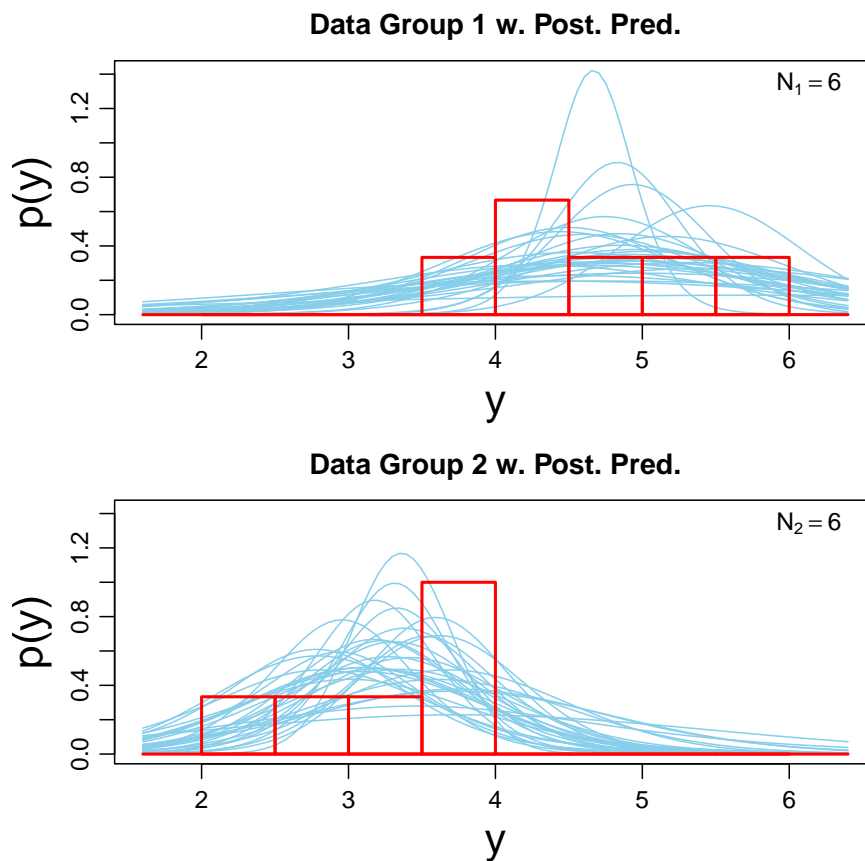 Data Group 1 w. Post. Pred.
N₁ = 6
p(y)
0.0 0.4 0.8 1.2
2 3 4 5 6
y
Data Group 2 w. Post. Pred.
N₂ = 6
p(y)
0.0 0.4 0.8 1.2
2 3 4 5 6
y